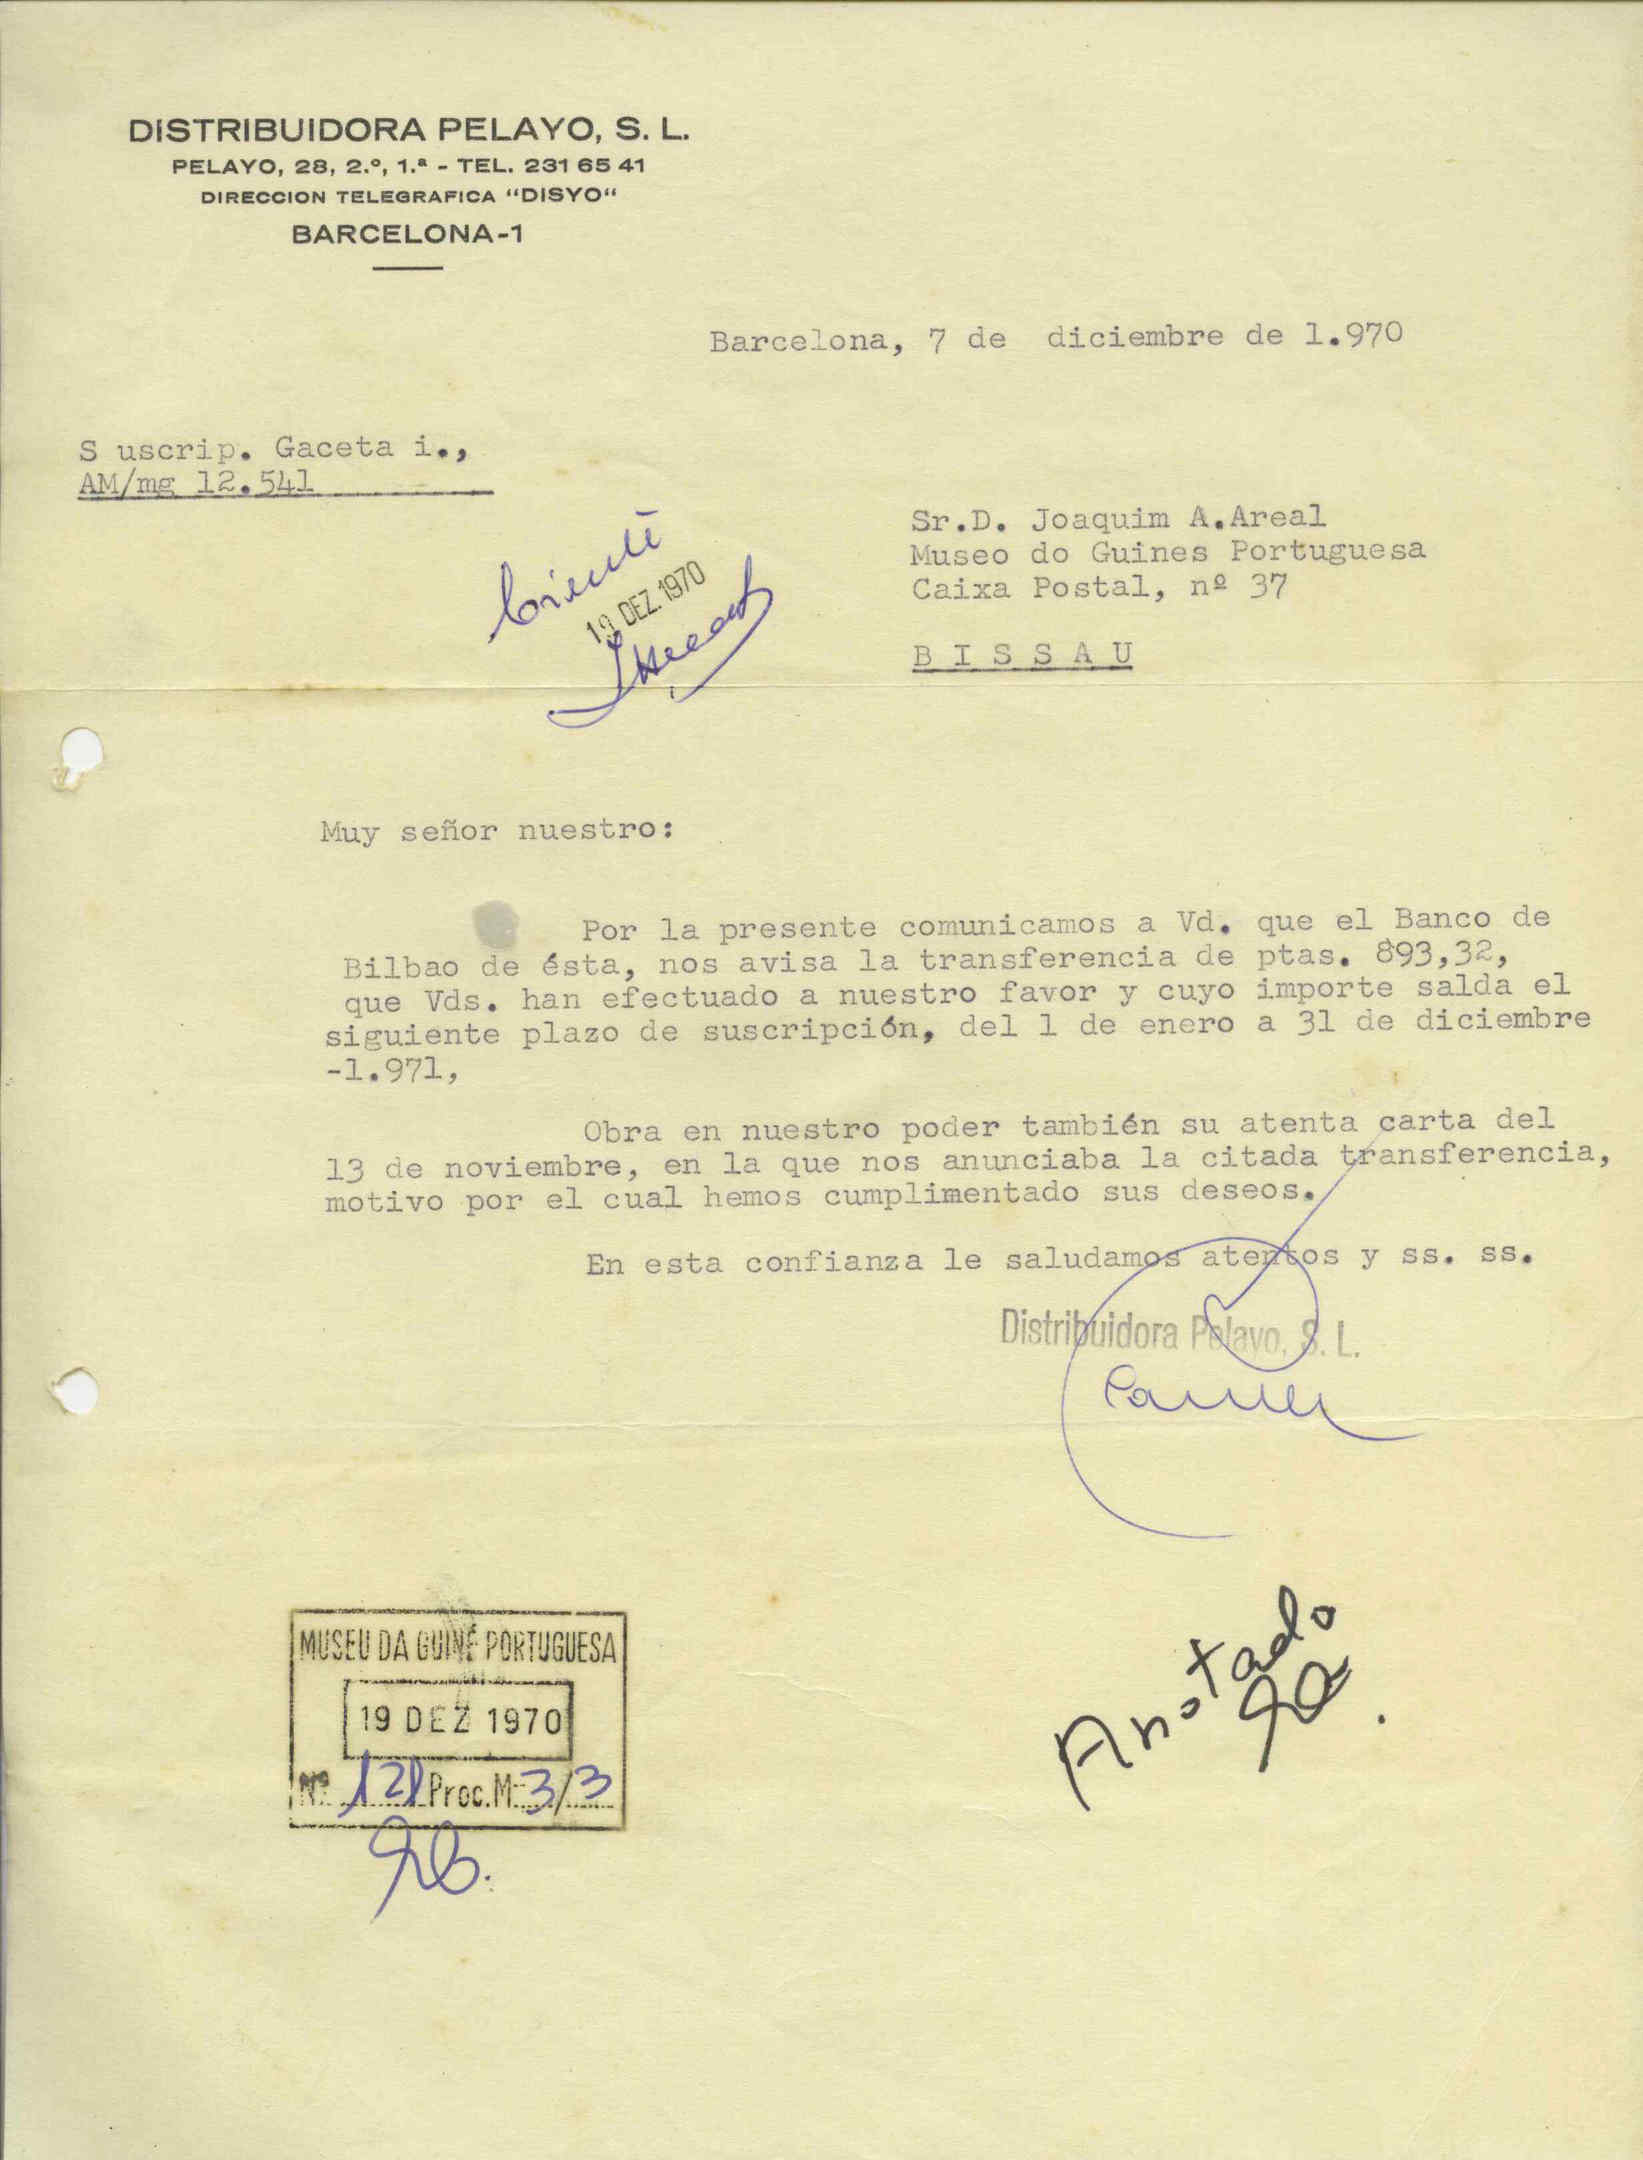 DISTRIBUIDORA PELAYO, S. L.
PELAYO, 28, 2.º, 1.ª - TEL. 231 65 41
DIRECCION TELEGRAFICA “DISYO“
BARCELONA-1
Barcelona, 7 de diciembre de 1.970
S uscrip. Gaceta i.,
AM/mg 12.541
Sr.D. Joaquim A.Areal
Museo do Guines Portuguesa
Caixa Postal, nº 37
B I S S A U
Ciente
19 DEZ. 1970
Muy señor nuestro:
Por la presente comunicamos a Vd. que el Banco de
Bilbao de ésta, nos avisa la transferencia de ptas. 893,32,
que Vds. han efectuado a nuestro favor y cuyo importe salda el
siguiente plazo de suscripción, del 1 de enero a 31 de diciembre
-1.971,
Obra en nuestro poder también su atenta carta del
13 de noviembre, en la que nos anunciaba la citada transferencia,
motivo por el cual hemos cumplimentado sus deseos.
En esta confianza le saludamos atentos y ss. ss.
Distribuidora Pelayo, S. L.
MUSEU DA GUINÉ PORTUGUESA
19 DEZ 1970
Nº 121 Proc.M-3/3
Anotado